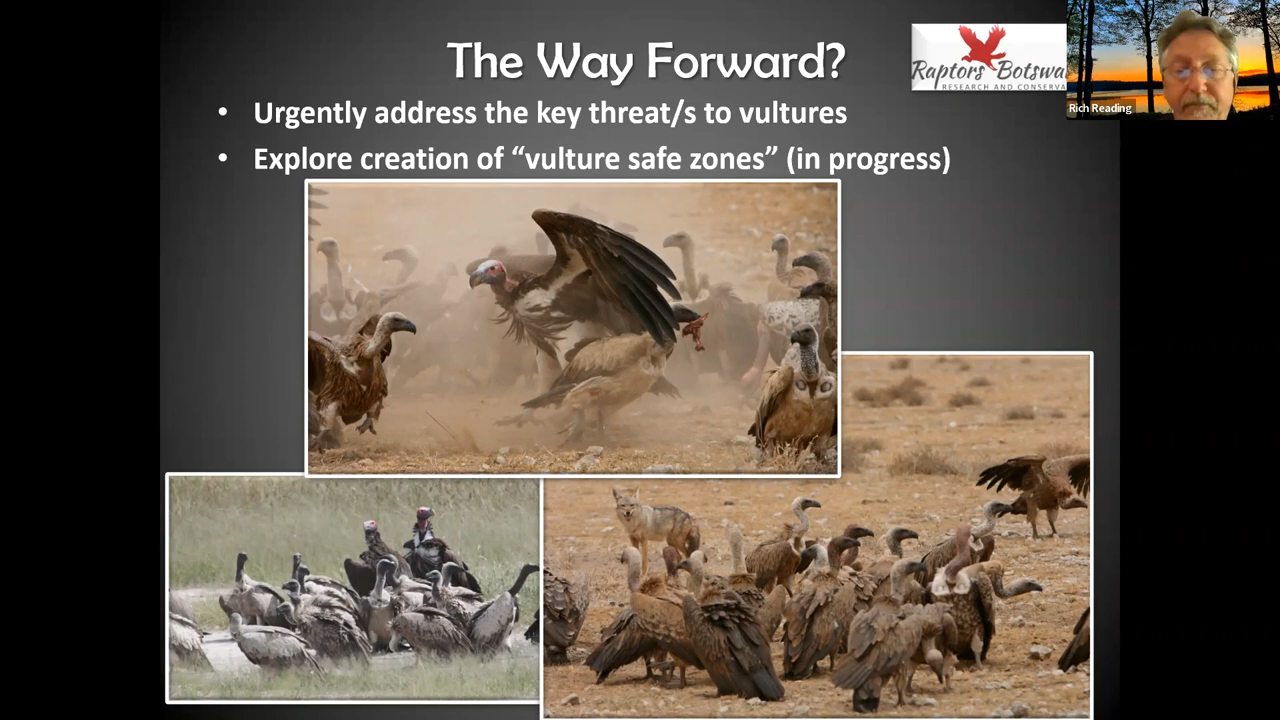 The Way Forward?
• Urgently address the key threat/s to vultures
• Explore creation of “vulture safe zones” (in progress)
Raptors Botswa
RESEARCH AND CONSERVA
Rich Reading